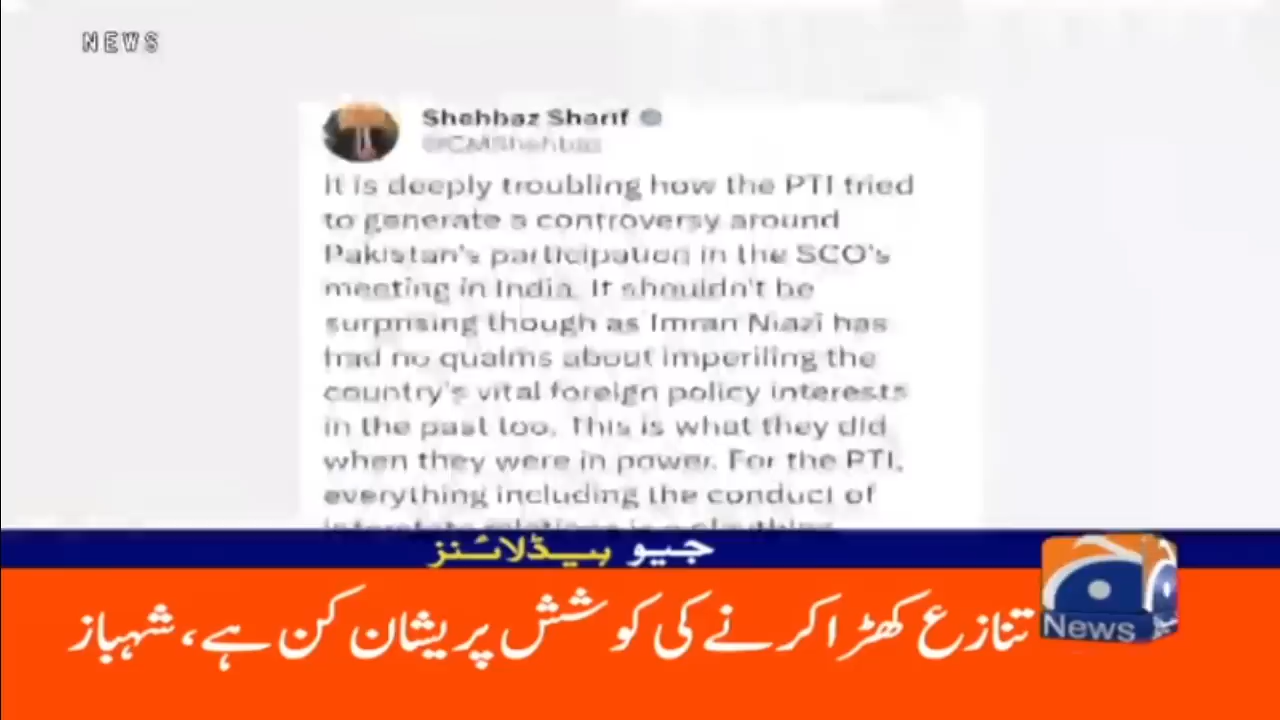 NEWS
Shehbaz Sharif
@CMShehbaz
It is deeply troubling how the PTI tried
to generate a controversy around
Pakistan's participation in the SCO's
meeting in India. It shouldn't be
surprising though as Imran Niazi has
had no qualms about imperiling the
country's vital foreign policy interests
in the past too. This is what they did
when they were in power. For the PTI,
everything including the conduct of
جیو ہیڈلائنز
تنازع کھڑا کرنے کی کوشش پریشان کن ہے، شہباز
News